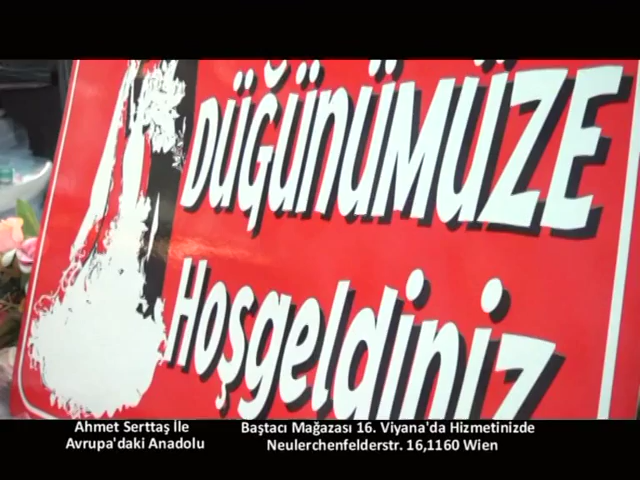 DÜĞÜNÜMÜZE
Hoşgeldiniz
Ahmet Serttaş İle
Avrupa'daki Anadolu
Baştacı Mağazası 16. Viyana'da Hizmetinizde
Neulerchenfelderstr. 16,1160 Wien